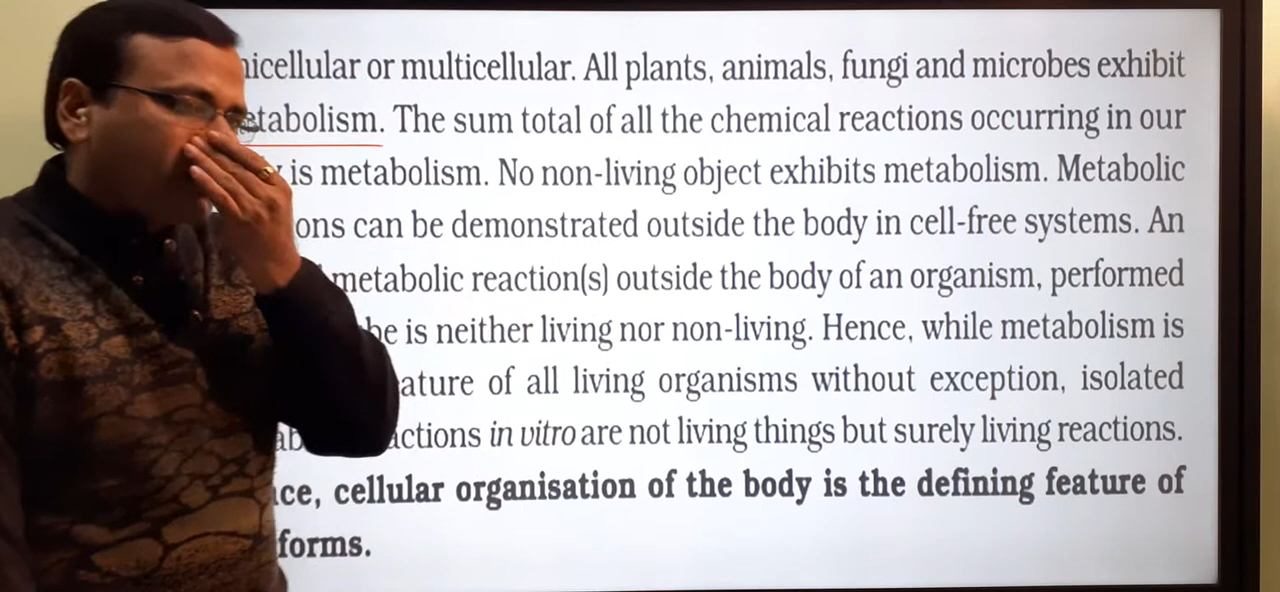 nicellular or multicellular. All plants, animals, fungi and microbes exhibit
etabolism. The sum total of all the chemical reactions occurring in our
is metabolism. No non-living object exhibits metabolism. Metabolic
ons can be demonstrated outside the body in cell-free systems. An
metabolic reaction(s) outside the body of an organism, performed
be is neither living nor non-living. Hence, while metabolism is
ature of all living organisms without exception, isolated
ab ctions in vitro are not living things but surely living reactions.
ce, cellular organisation of the body is the defining feature of
forms.